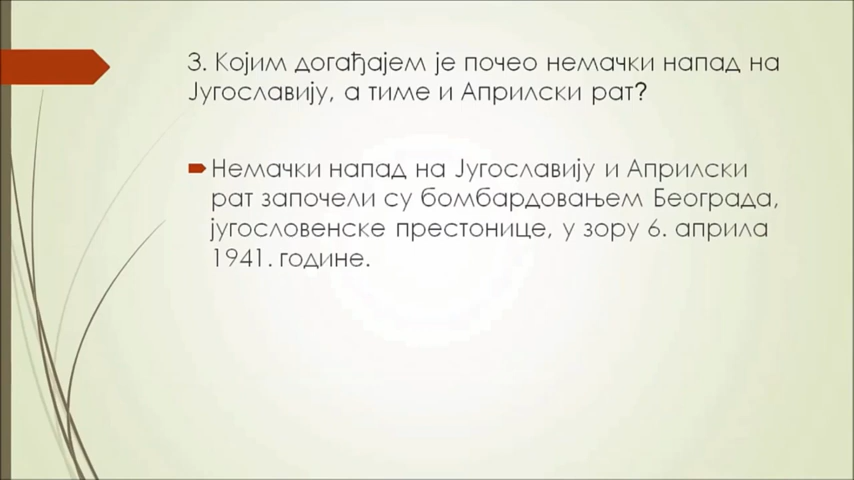 3. Којим догађајем је почео немачки напад на
Југославију, а тиме и Априлски рат?
Немачки напад на Југославију и Априлски
рат започели су бомбардовањем Београда,
југословенске престонице, у зору 6. априла
1941. године.